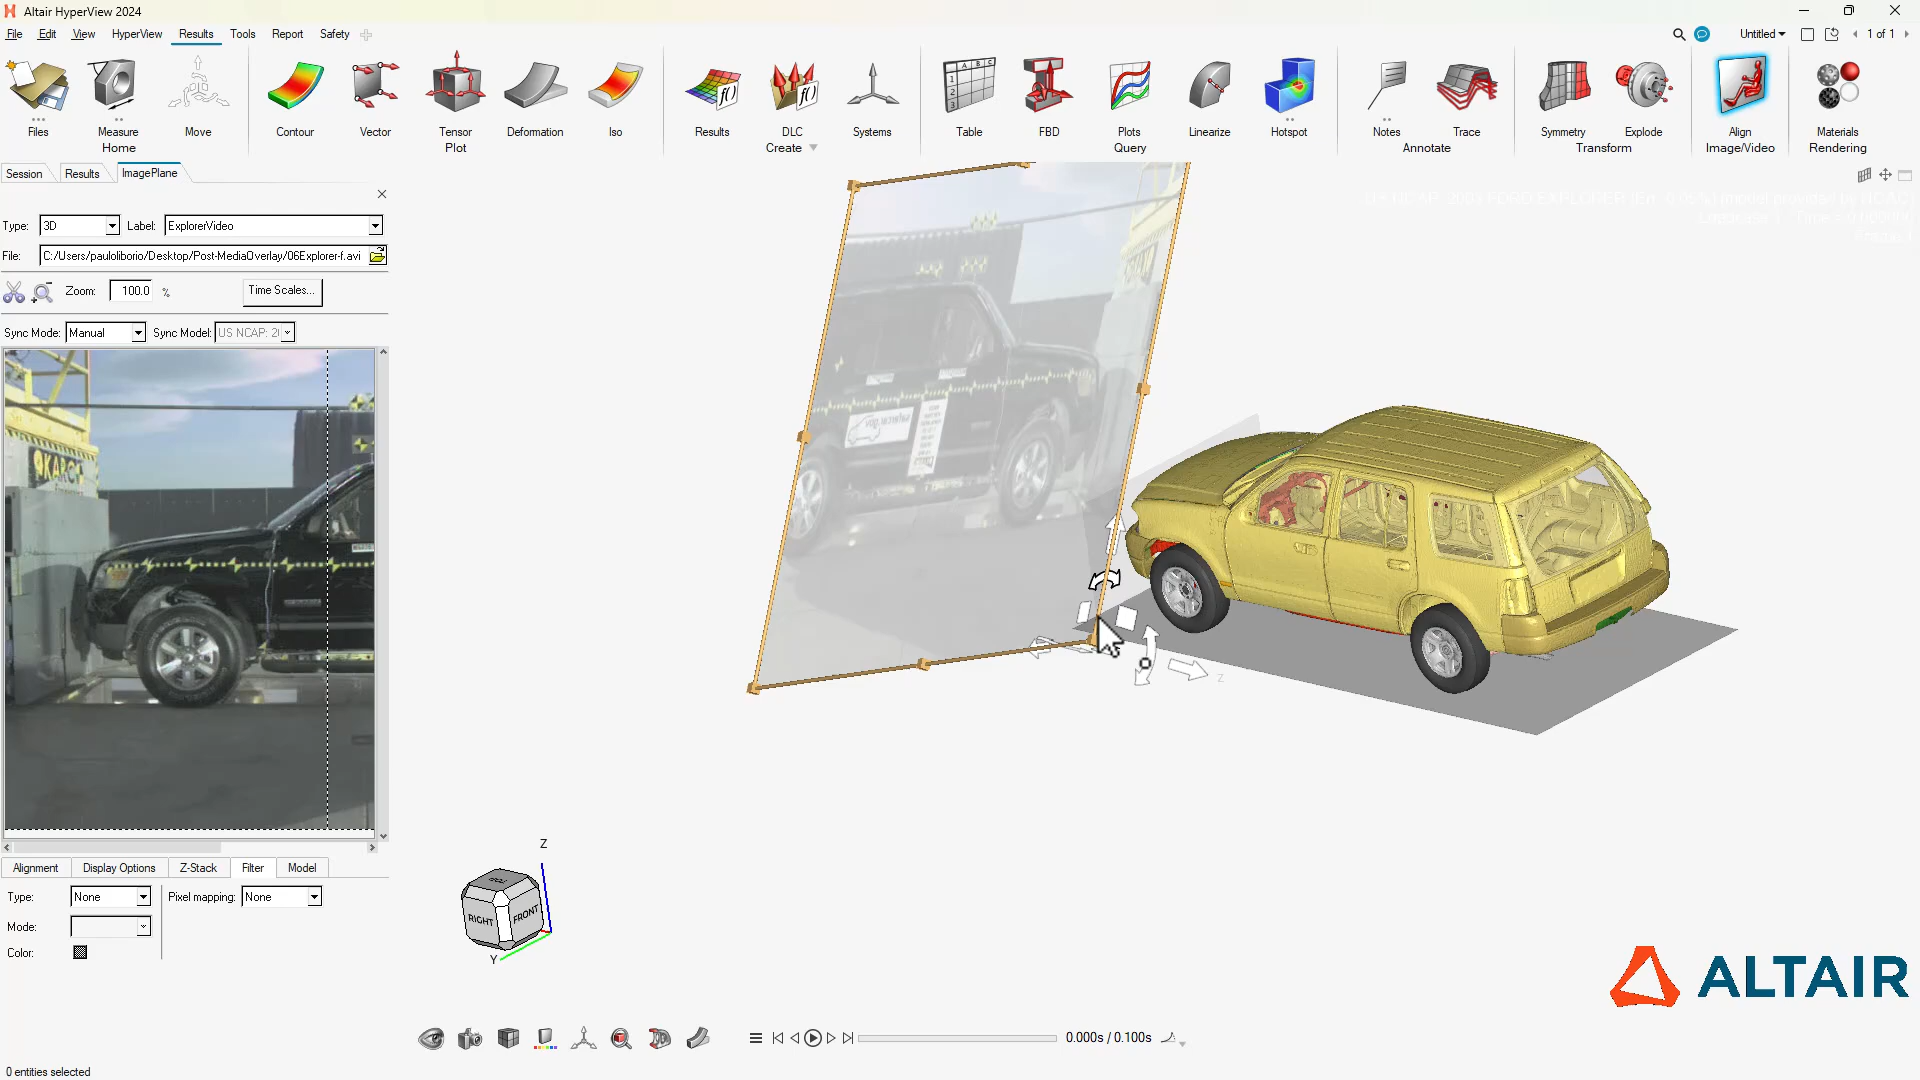 Altair HyperView 2024
File Edit View HyperView Results Tools Report Safety
Untitled 1 of 1
Files Measure Move Contour Vector Tensor Deformation Iso Results DLC Systems Table FBD Plots Linearize Hotspot Notes Trace Symmetry Explode Align Materials
Home Plot Create Query Annotate Transform Image/Video Rendering
Session Results ImagePlane
Type: 3D Label: ExplorerVideo
File: C:/Users/pauloliborio/Desktop/Post-MediaOverlay/06Explorer-f.avi
Zoom: 100.0 % Time Scales...
Sync Mode: Manual Sync Model: US NCAP: 2(
KARCO
Z
Alignment Display Options Z-Stack Filter Model
Type: None Pixel mapping: None
Mode:
Color:
Z
RIGHT FRONT
Y
ALTAIR
0.000s / 0.100s
0 entities selected